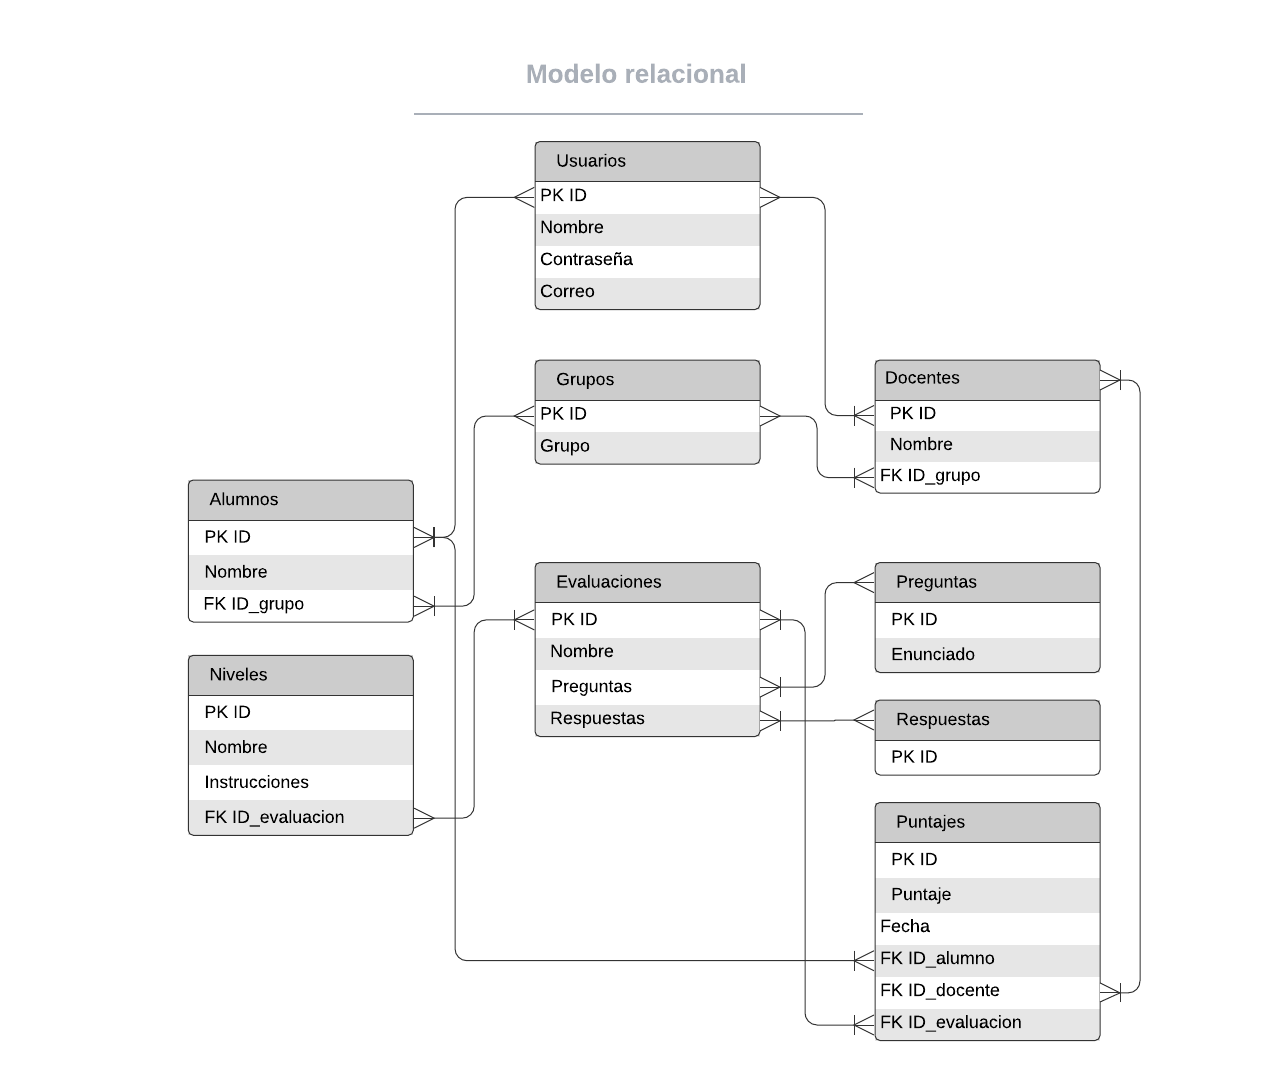 Modelo relacional
Usuarios
PK ID
Nombre
Contraseña
Correo
Grupos
PK ID
Grupo
Docentes
PK ID
Nombre
FK ID_grupo
Alumnos
PK ID
Nombre
FK ID_grupo
Evaluaciones
PK ID
Nombre
Preguntas
Respuestas
Preguntas
PK ID
Enunciado
Niveles
PK ID
Nombre
Instrucciones
FK ID_evaluacion
Respuestas
PK ID
Puntajes
PK ID
Puntaje
Fecha
FK ID_alumno
FK ID_docente
FK ID_evaluacion